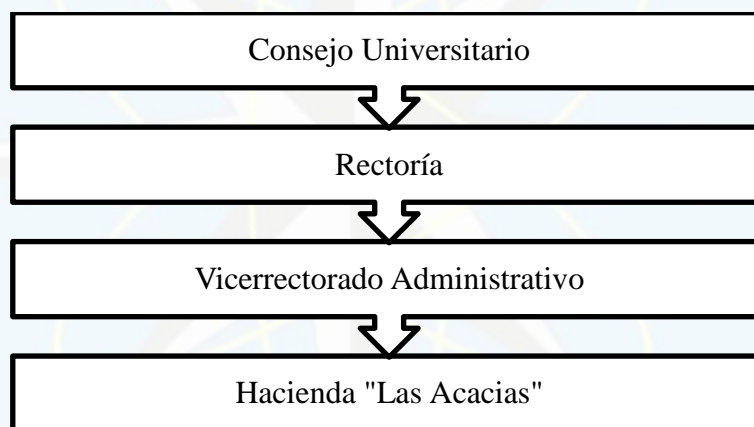 Consejo Universitario
Rectoría
Vicerrectorado Administrativo
Hacienda "Las Acacias"